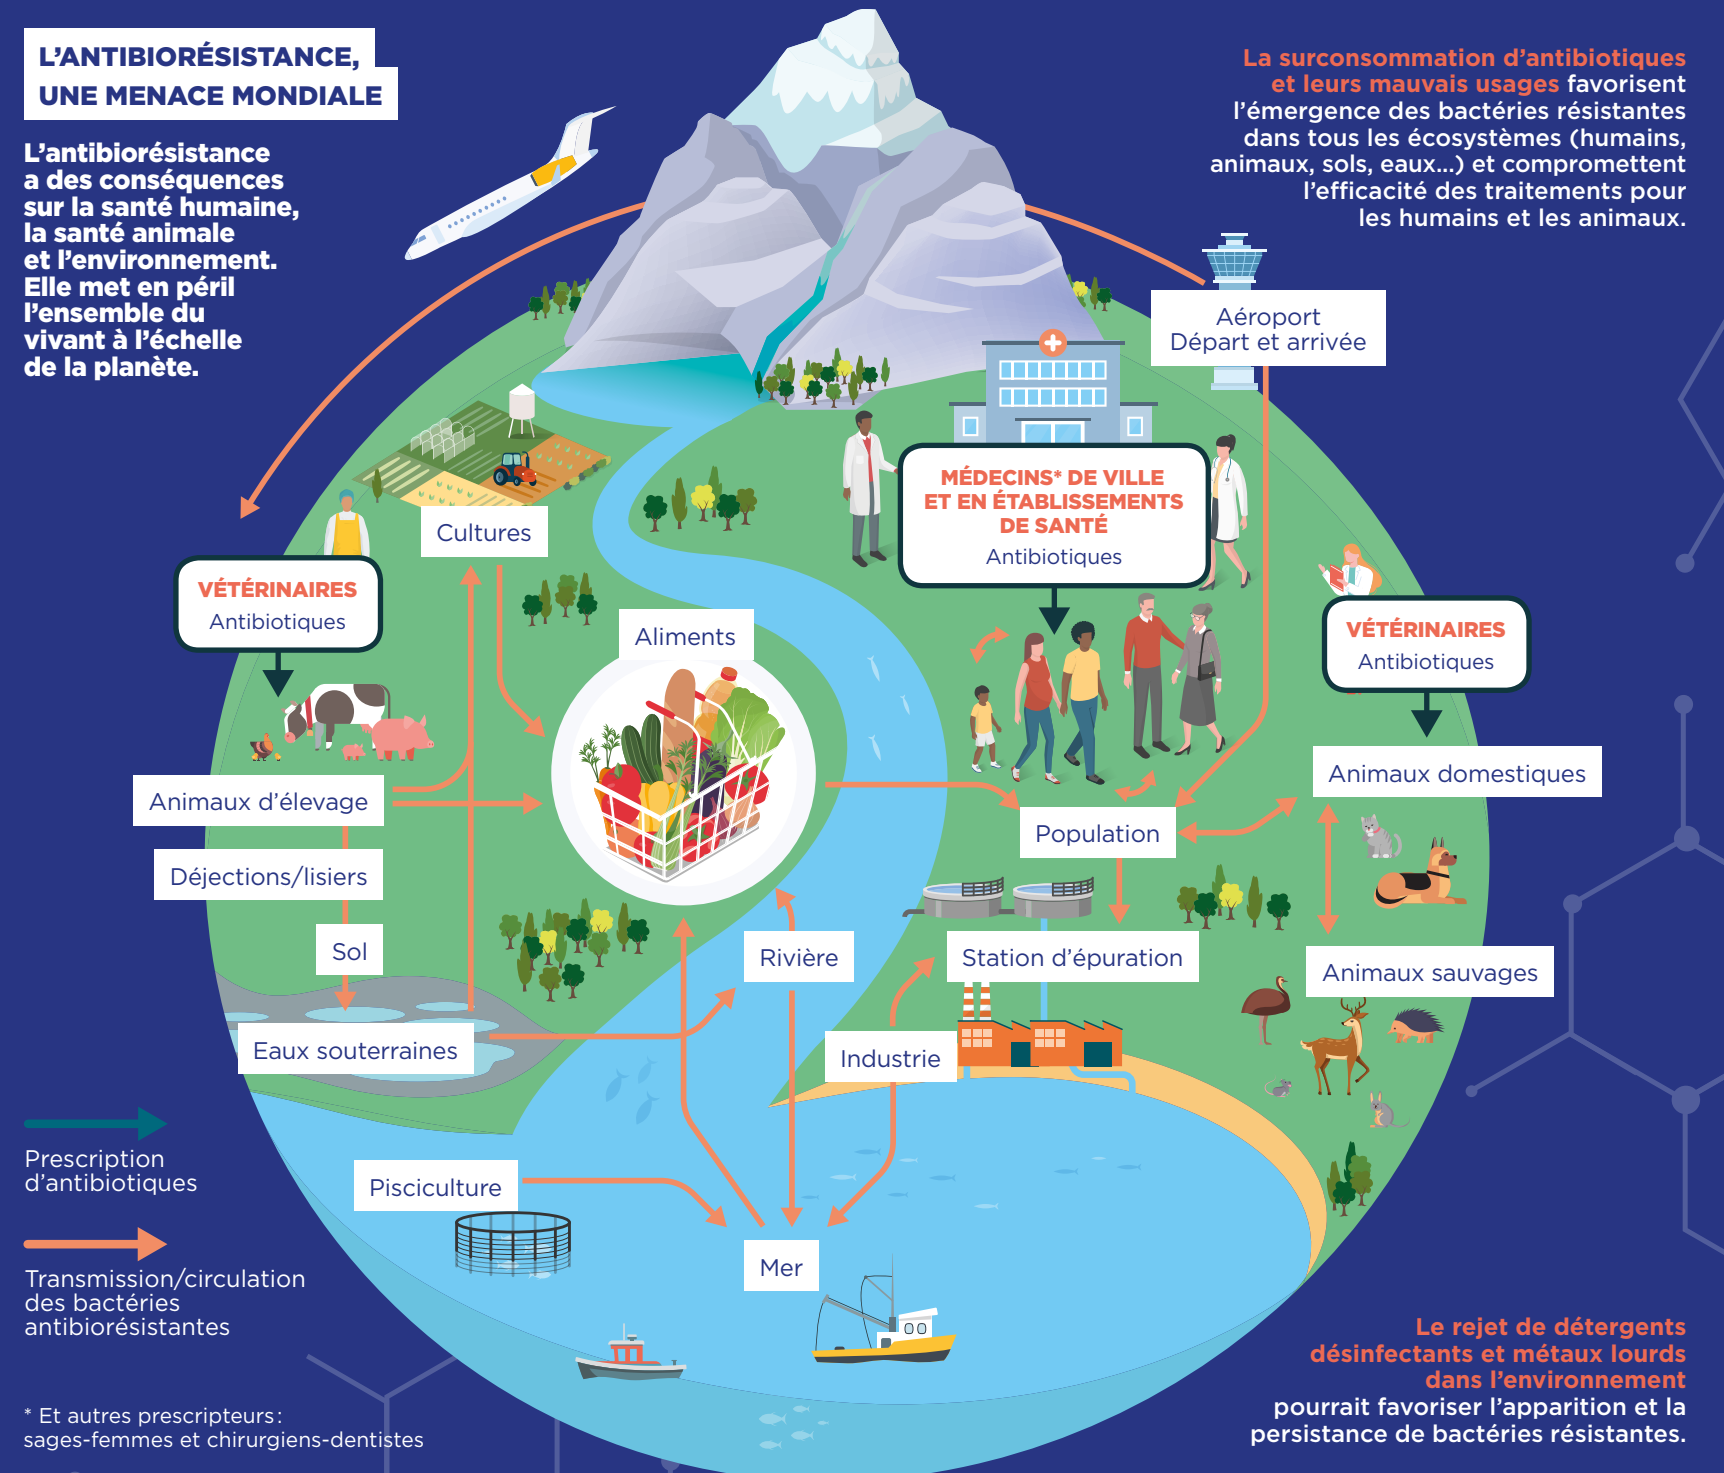 L’ANTIBIORÉSISTANCE,
UNE MENACE MONDIALE
L’antibiorésistance
a des conséquences
sur la santé humaine,
la santé animale
et l’environnement.
Elle met en péril
l’ensemble du
vivant à l’échelle
de la planète.
La surconsommation d’antibiotiques
et leurs mauvais usages favorisent
l’émergence des bactéries résistantes
dans tous les écosystèmes (humains,
animaux, sols, eaux...) et compromettent
l’efficacité des traitements pour
les humains et les animaux.
Aéroport
Départ et arrivée
MÉDECINS* DE VILLE
ET EN ÉTABLISSEMENTS
DE SANTÉ
Antibiotiques
Cultures
VÉTÉRINAIRES
Antibiotiques
Aliments
VÉTÉRINAIRES
Antibiotiques
Animaux d’élevage
Animaux domestiques
Population
Déjections/lisiers
Sol
Rivière
Station d’épuration
Animaux sauvages
Eaux souterraines
Industrie
Pisciculture
Mer
Prescription
d’antibiotiques
Transmission/circulation
des bactéries
antibiorésistantes
* Et autres prescripteurs :
sages-femmes et chirurgiens-dentistes
Le rejet de détergents
désinfectants et métaux lourds
dans l’environnement
pourrait favoriser l’apparition et la
persistance de bactéries résistantes.